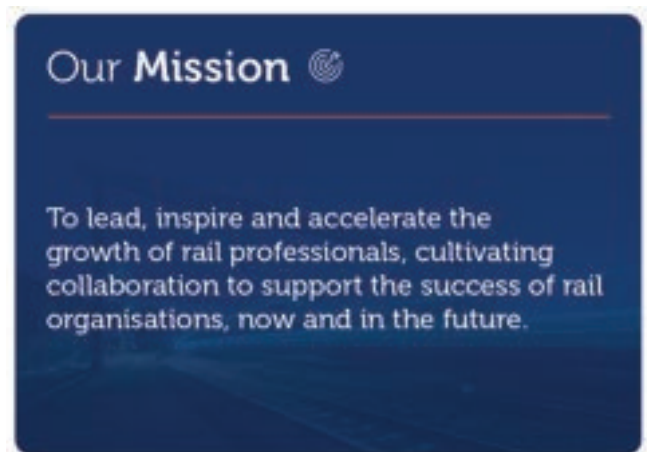 Our Mission
To lead, inspire and accelerate the
growth of rail professionals, cultivating
collaboration to support the success of rail
organisations, now and in the future.